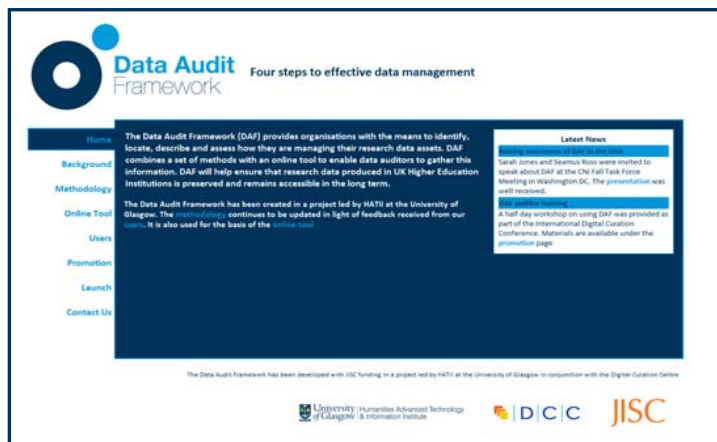 Data Audit
Framework
Four steps to effective data management
Home
Background
Methodology
Online Tool
Users
Promotion
Launch
Contact Us
The Data Audit Framework (DAF) provides organisations with the means to identify,
locate, describe and assess how they are managing their research data assets. DAF
combines a set of methods with an online tool to enable data auditors to gather this
information. DAF will help ensure that research data produced in UK Higher Education
Institutions is preserved and remains accessible in the long term.
The Data Audit Framework has been created in a project led by HATII at the University of
Glasgow. The methodology continues to be updated in light of feedback received from our
users. It is also used for the basis of the online tool
Latest News
Raising awareness of DAF in the USA
Sarah Jones and Seamus Ross were invited to
speak about DAF at the CNI Fall Task Force
Meeting in Washington DC. The presentation was
well received.
DAF auditor training
A half day workshop on using DAF was provided as
part of the International Digital Curation
Conference. Materials are available under the
promotion page
The Data Audit Framework has been developed with JISC funding in a project led by HATII at the University of Glasgow in conjunction with the Digital Curation Centre
University of Glasgow
Humanities Advanced Technology
& Information Institute
D|C|C
JISC